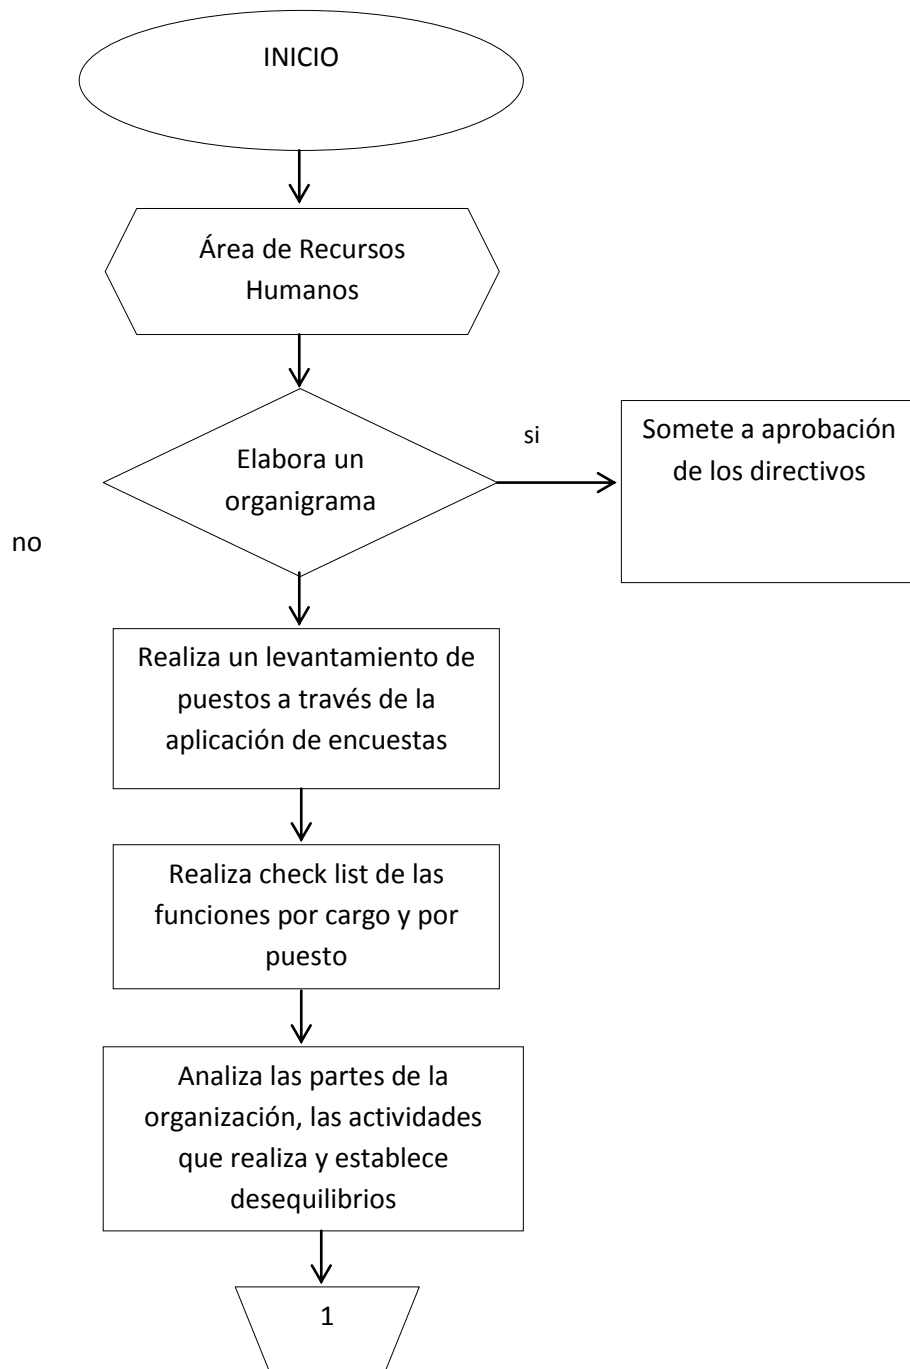 INICIO
Área de Recursos
Humanos
Elabora un
organigrama
si
Somete a aprobación
de los directivos
no
Realiza un levantamiento de
puestos a través de la
aplicación de encuestas
Realiza check list de las
funciones por cargo y por
puesto
Analiza las partes de la
organización, las actividades
que realiza y establece
desequilibrios
1